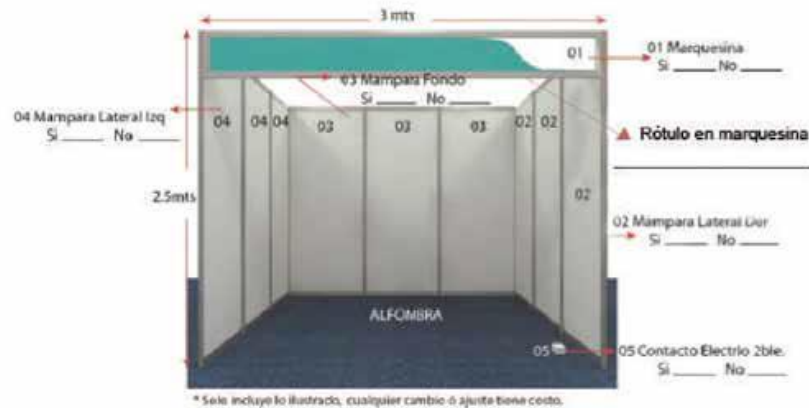 3 mts
01
01 Marquesina
Si _____ No _____
03 Mampara Fondo
Si _____ No _____
04 Mampara Lateral Izq
Si _____ No _____
04 04 04 03 03 03 02 02
Rótulo en marquesina
02
2.5mts
02 Mampara Lateral Der
Si _____ No _____
ALFOMBRA
05
05 Contacto Electrio 2ble.
Si _____ No _____
* Solo incluye lo ilustrado, cualquier cambio ó ajuste tiene costo.